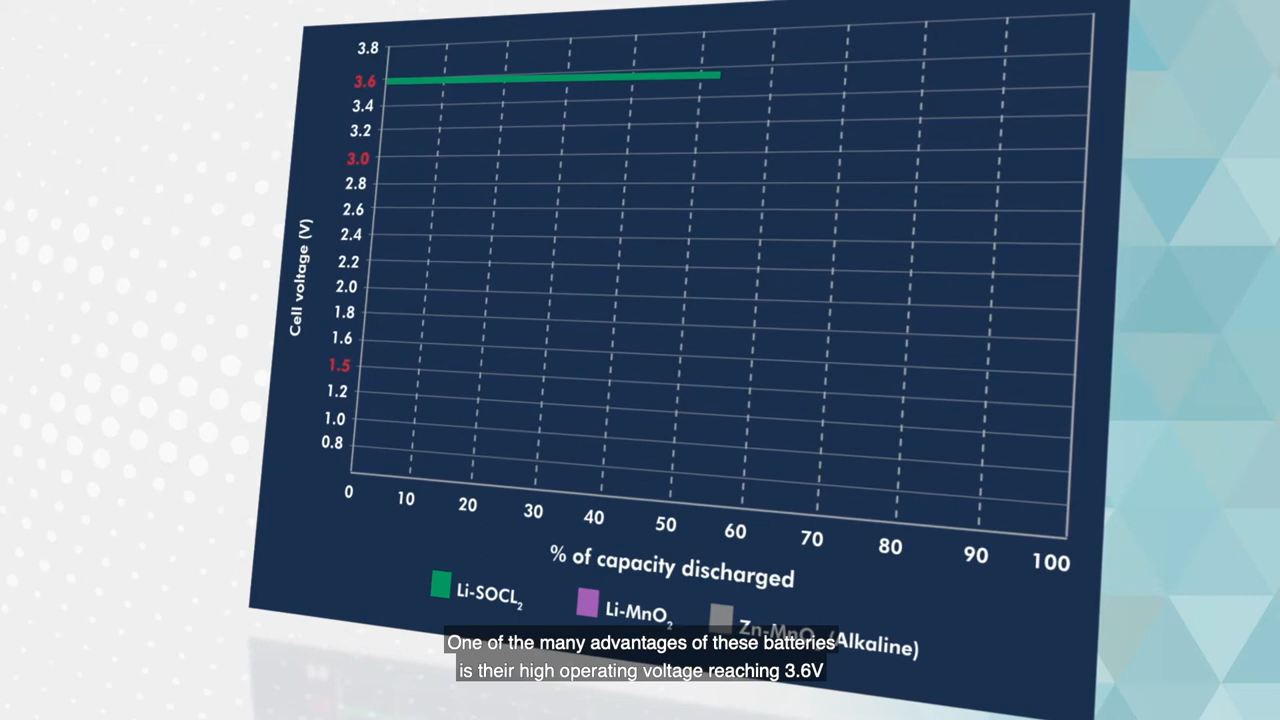 3.8
3.6
3.4
3.2
3.0
2.8
2.6
2.4
2.2
2.0
1.8
1.6
1.5
1.2
1.0
0.8
Cell voltage (V)
0 10 20 30 40 50 60 70 80 90 100
% of capacity discharged
Li-SOCL₂ Li-MnO₂ Zn-MnO₂ (Alkaline)
One of the many advantages of these batteries
is their high operating voltage reaching 3.6V